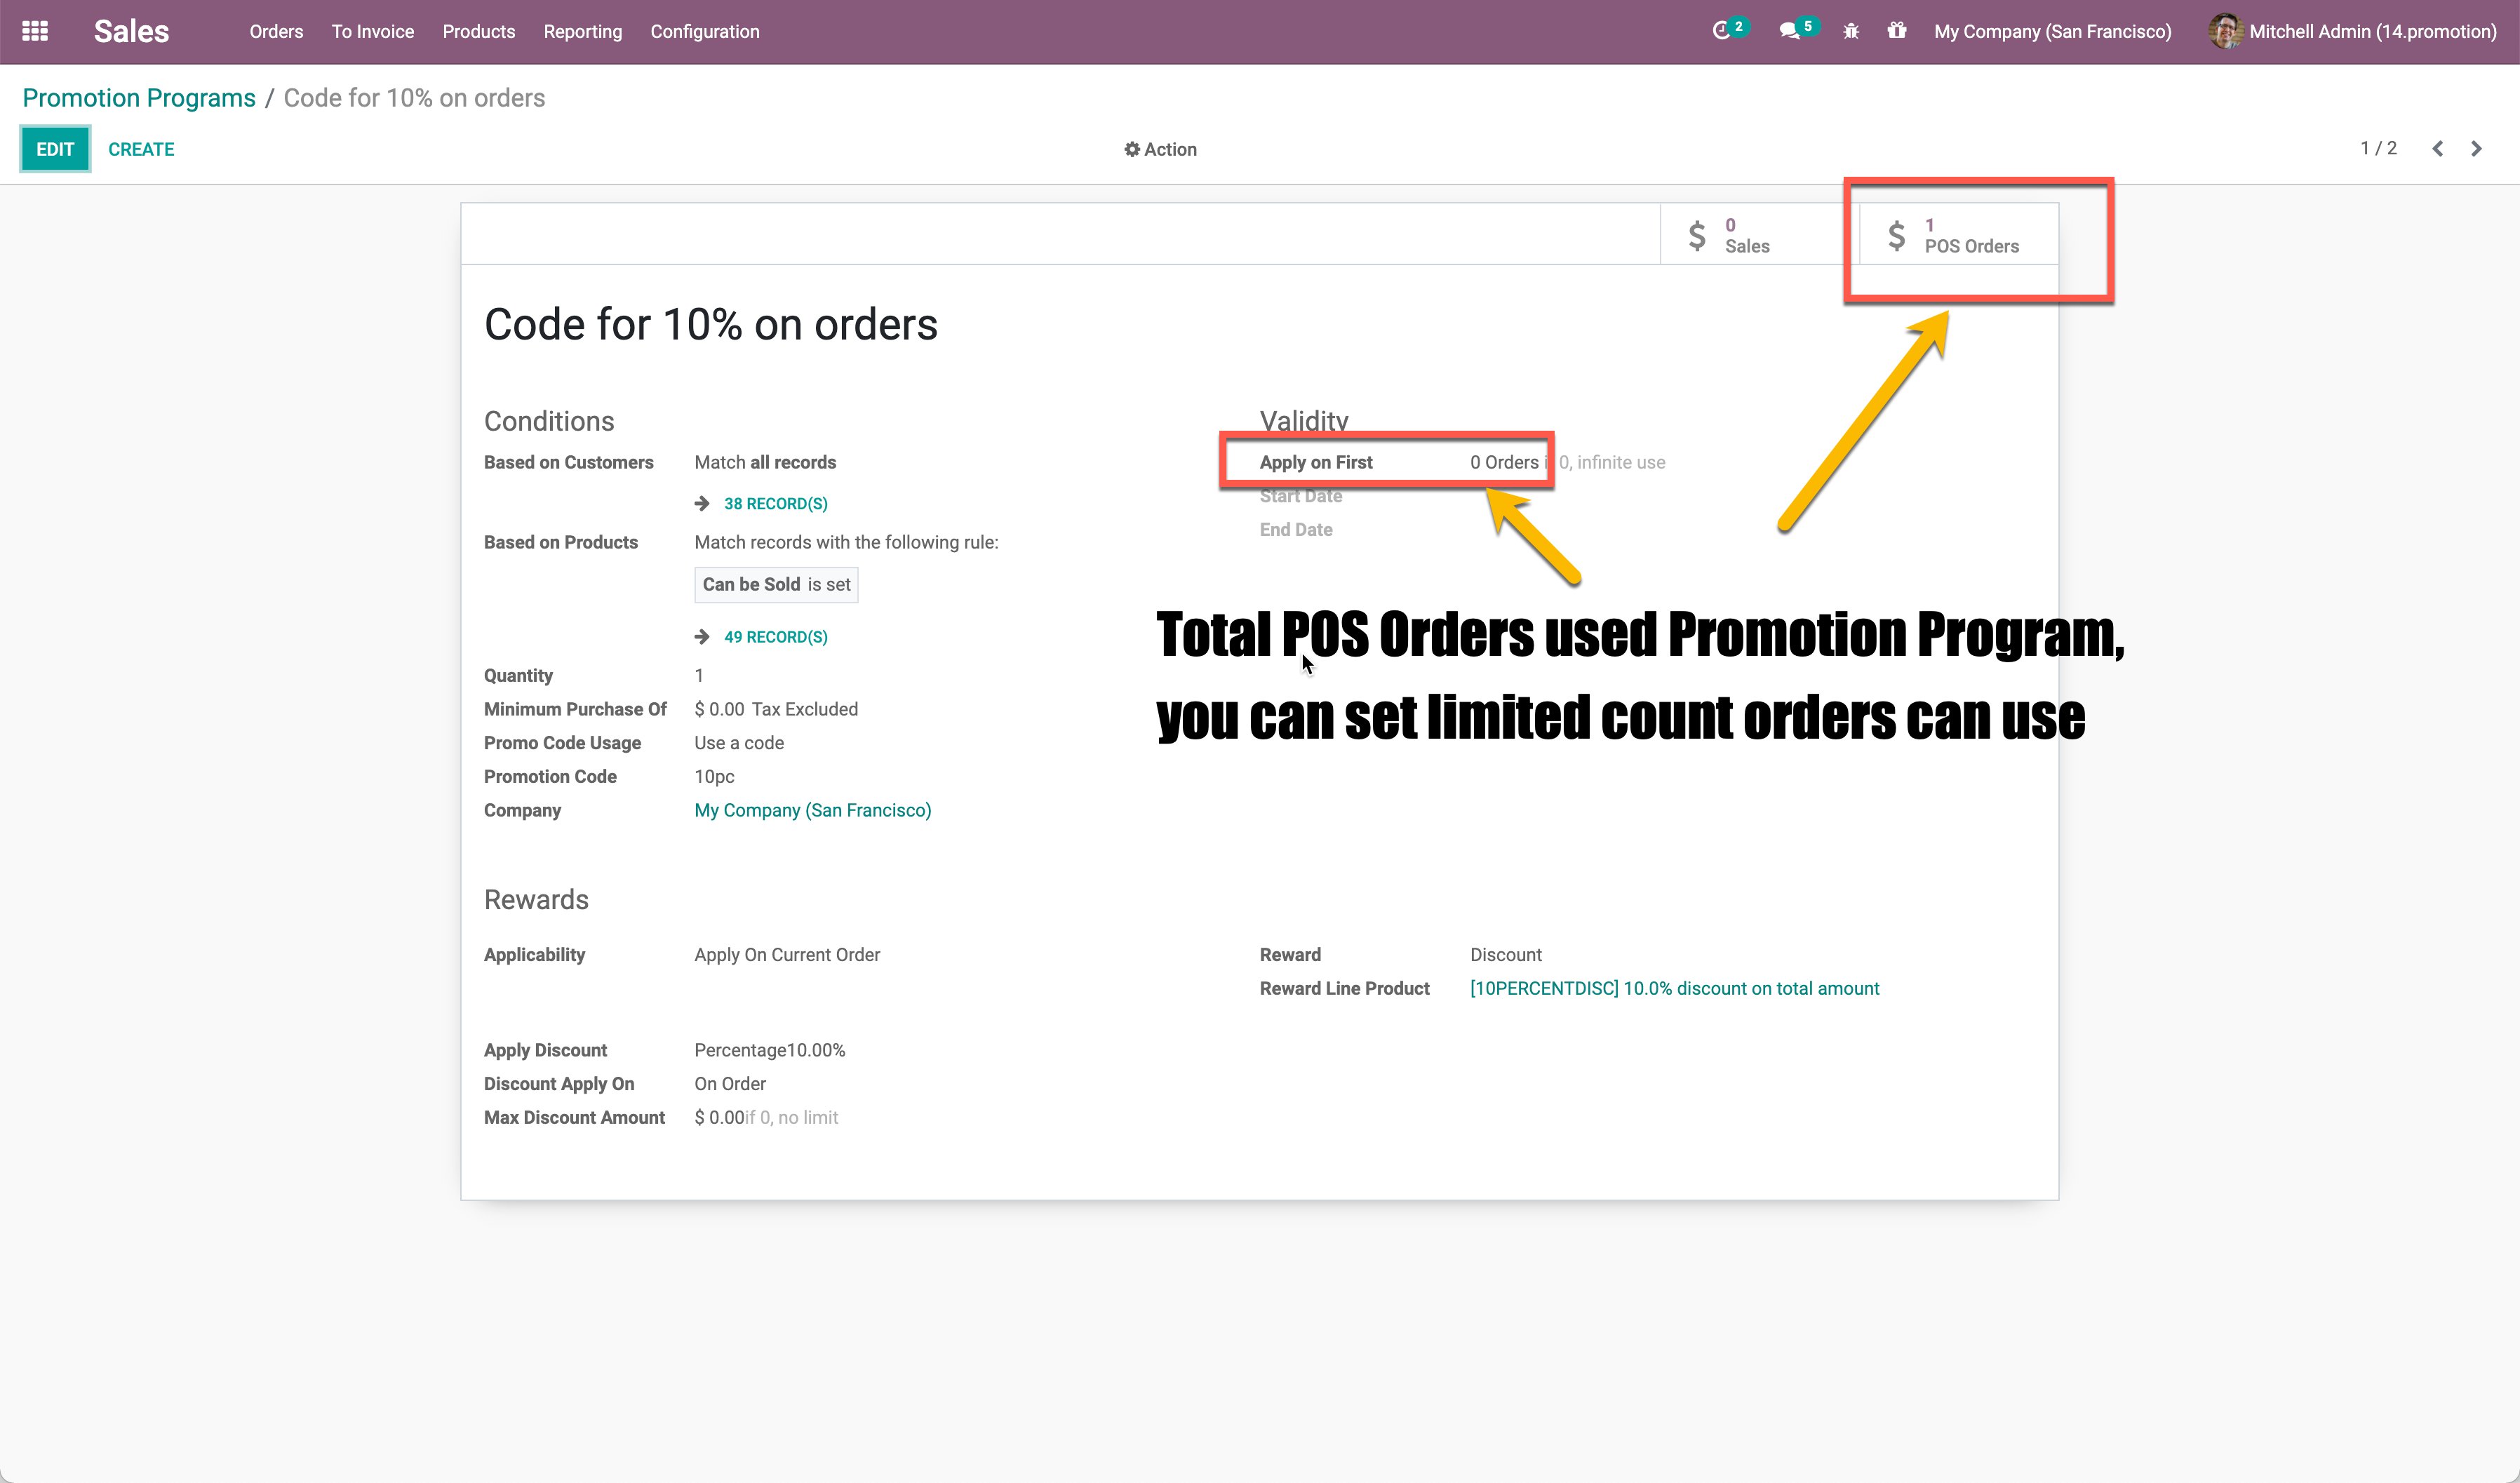 Sales
Orders To Invoice Products Reporting Configuration
2 5 My Company (San Francisco) Mitchell Admin (14.promotion)
Promotion Programs / Code for 10% on orders
EDIT CREATE Action 1 / 2
0 Sales
1 POS Orders
Code for 10% on orders
Conditions
Based on Customers Match all records
38 RECORD(S)
Based on Products Match records with the following rule:
Can be Sold is set
49 RECORD(S)
Quantity 1
Minimum Purchase Of $ 0.00 Tax Excluded
Promo Code Usage Use a code
Promotion Code 10pc
Company My Company (San Francisco)
Validity
Apply on First 0 Orders if 0, infinite use
Start Date
End Date
Total POS Orders used Promotion Program,
you can set limited count orders can use
Rewards
Applicability Apply On Current Order
Reward Discount
Reward Line Product [10PERCENTDISC] 10.0% discount on total amount
Apply Discount Percentage10.00%
Discount Apply On On Order
Max Discount Amount $ 0.00if 0, no limit